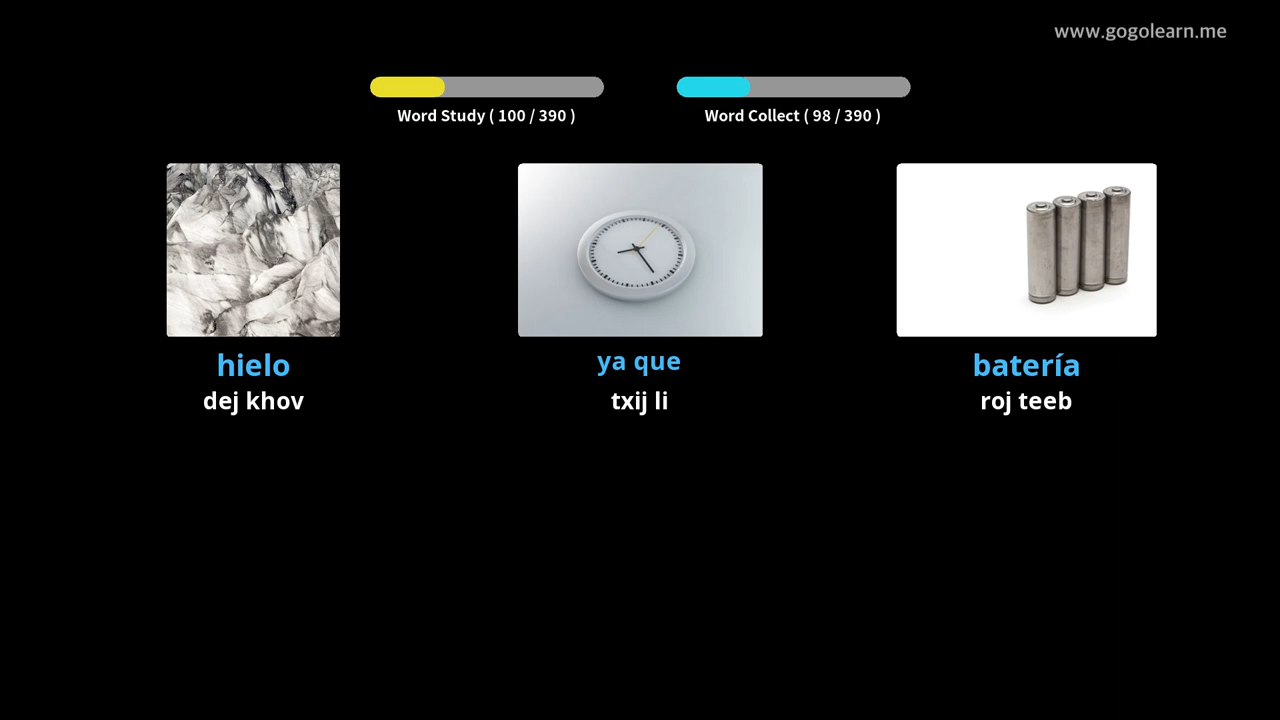 www.gogolearn.me
Word Study ( 100 / 390 )
Word Collect ( 98 / 390 )
hielo
dej khov
ya que
txij li
batería
roj teeb